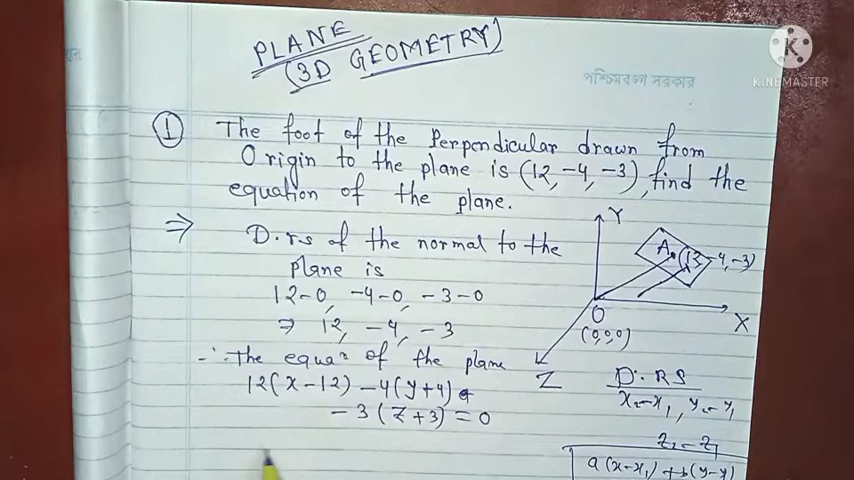 PLANE
(3D GEOMETRY)
পশ্চিমবঙ্গ সরকার
K
KINEMASTER
① The foot of the Perpendicular drawn from
Origin to the plane is (12, -4, -3), find the
equation of the plane.
⇒ D.rs of the normal to the
plane is
12-0, -4-0, -3-0
⇒ 12, -4, -3
∴ The equaⁿ of the plane
12(x-12) -4(y+4)
-3(z+3) = 0
Y
A (12, -4, -3)
O
X
(0,0,0)
Z
D.RS
x₂-x₁, y₂-y₁
z₂-z₁
a(x-x₁) + b(y-y₁)